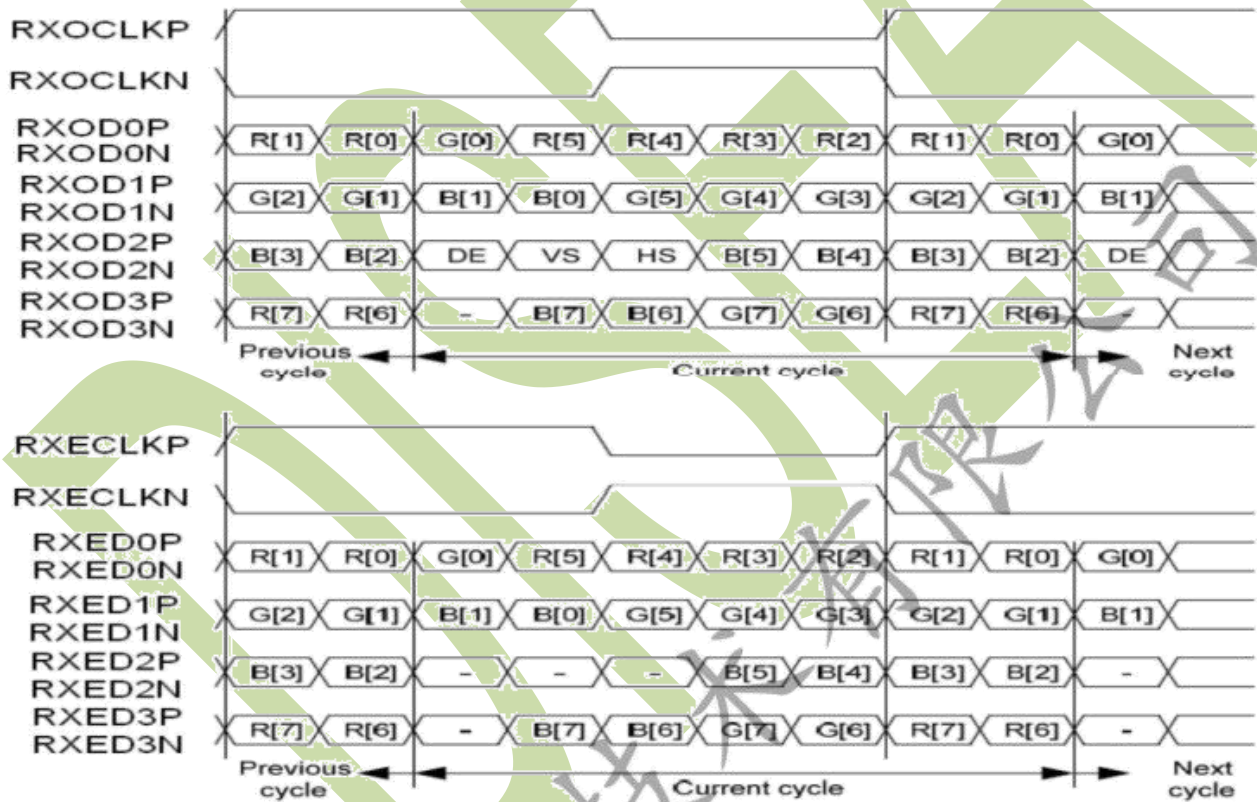 RXOCLKP
RXOCLKN
RXOD0P
RXOD0N
R[1] R[0] G[0] R[5] R[4] R[3] R[2] R[1] R[0] G[0]
RXOD1P
RXOD1N
G[2] G[1] B[1] B[0] G[5] G[4] G[3] G[2] G[1] B[1]
RXOD2P
RXOD2N
B[3] B[2] DE VS HS B[5] B[4] B[3] B[2] DE
RXOD3P
RXOD3N
R[7] R[6] - B[7] B[6] G[7] G[6] R[7] R[6] -
Previous cycle
Current cycle
Next cycle
RXECLKP
RXECLKN
RXED0P
RXED0N
R[1] R[0] G[0] R[5] R[4] R[3] R[2] R[1] R[0] G[0]
RXED1P
RXED1N
G[2] G[1] B[1] B[0] G[5] G[4] G[3] G[2] G[1] B[1]
RXED2P
RXED2N
B[3] B[2] - - - B[5] B[4] B[3] B[2] -
RXED3P
RXED3N
R[7] R[6] - B[7] B[6] G[7] G[6] R[7] R[6] -
Previous cycle
Current cycle
Next cycle
术有限公司